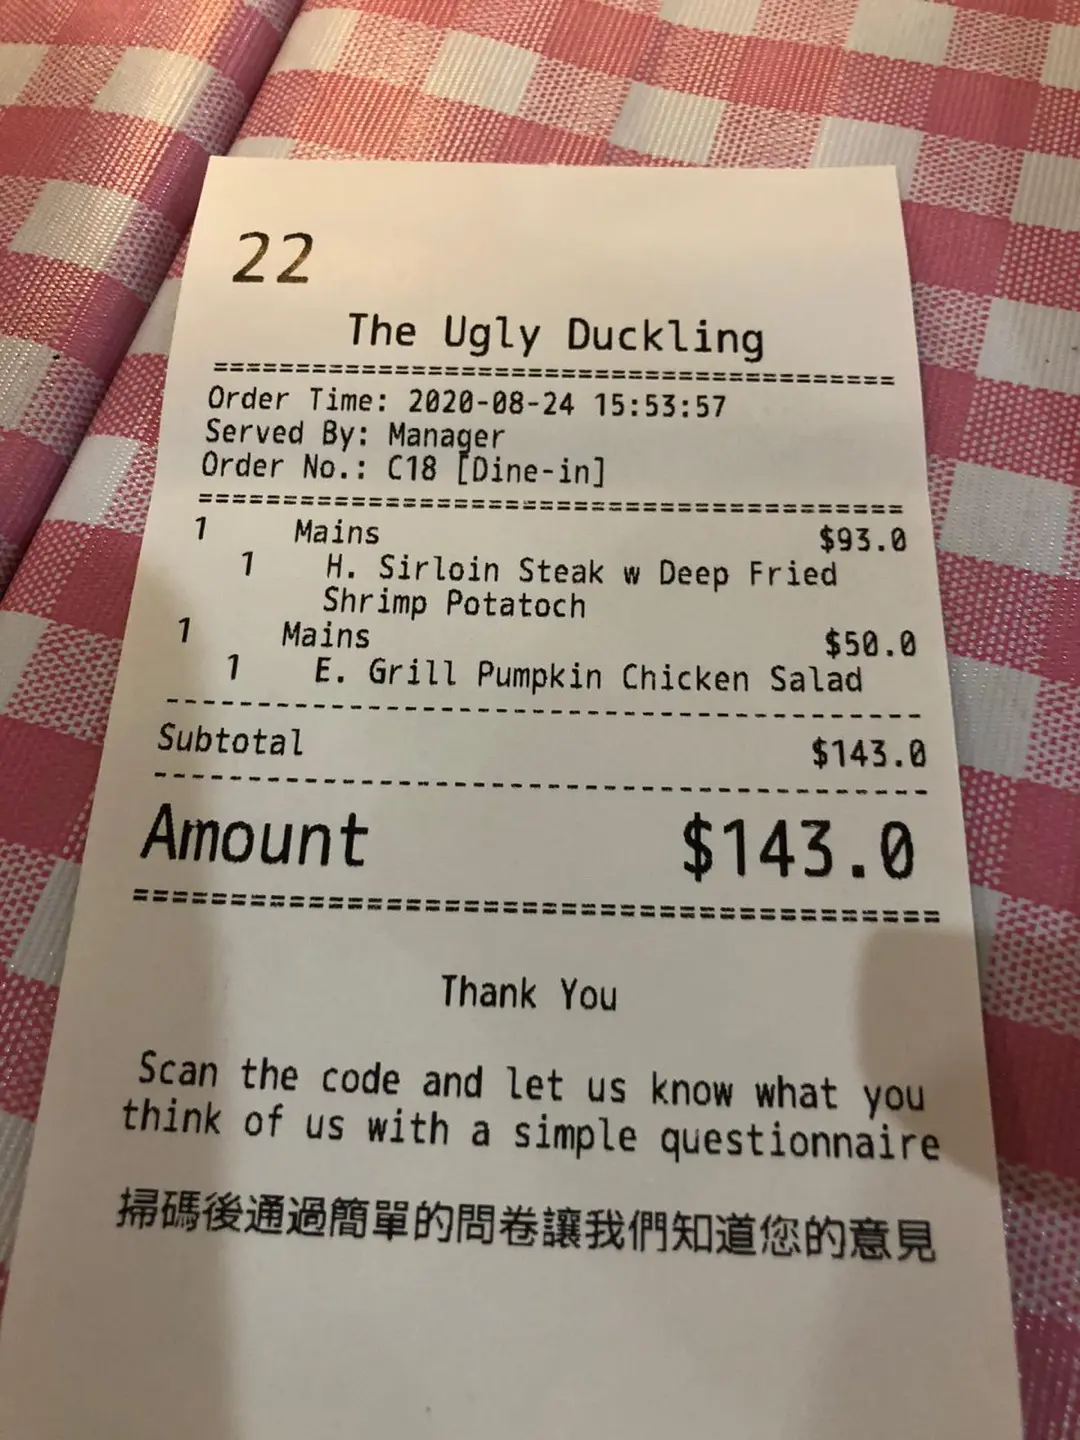 22
The Ugly Duckling
==========================================
Order Time: 2020-08-24 15:53:57
Served By: Manager
Order No.: C18 [Dine-in]
==========================================
1 Mains $93.0
1 H. Sirloin Steak w Deep Fried
Shrimp Potatoch
1 Mains $50.0
1 E. Grill Pumpkin Chicken Salad
------------------------------------------
Subtotal $143.0
------------------------------------------
Amount $143.0
==========================================
Thank You
Scan the code and let us know what you
think of us with a simple questionnaire
掃碼後通過簡單的問卷讓我們知道您的意見